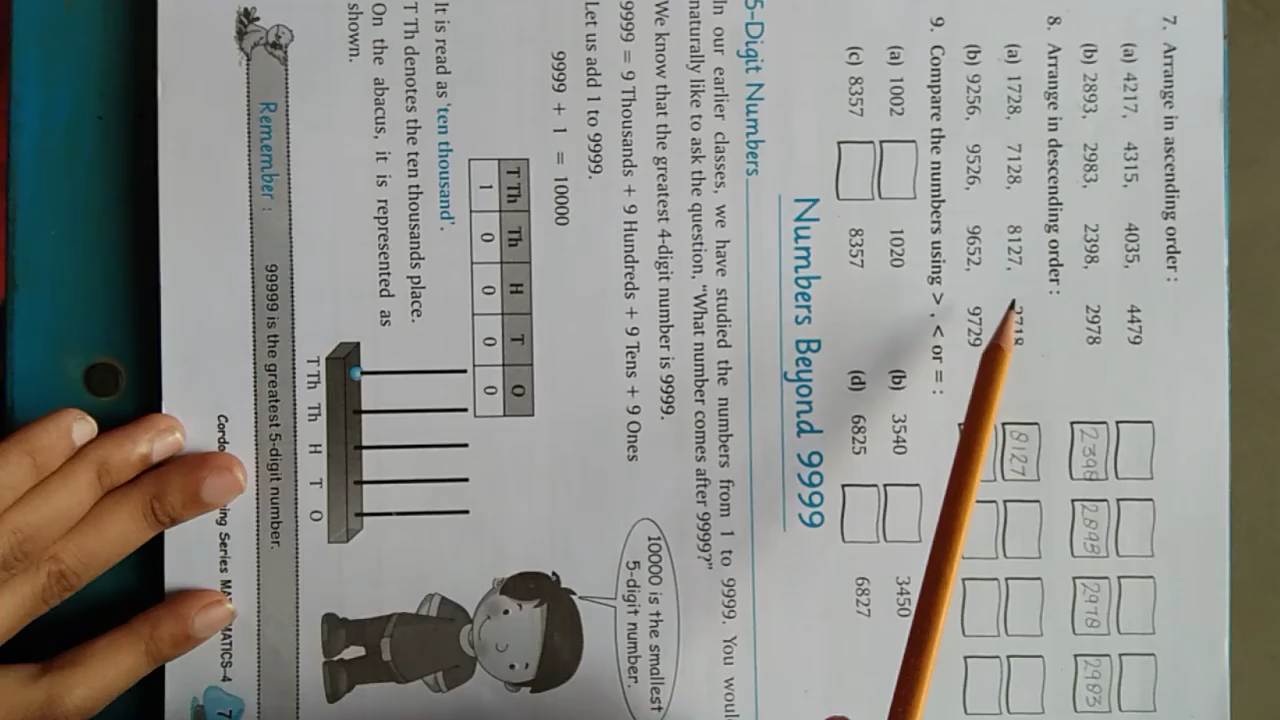 7. Arrange in ascending order :
(a) 4217, 4315, 4035, 4479
(b) 2893, 2983, 2398, 2978 2398 2893 2978 2983
8. Arrange in descending order :
(a) 1728, 7128, 8127, 2718 8127
(b) 9256, 9526, 9652, 9729
9. Compare the numbers using > , < or = :
(a) 1002 1020 (b) 3540 3450
(c) 8357 8357 (d) 6825 6827
Numbers Beyond 9999
5-Digit Numbers
In our earlier classes, we have studied the numbers from 1 to 9999. You would
naturally like to ask the question, "What number comes after 9999?"
We know that the greatest 4-digit number is 9999.
9999 = 9 Thousands + 9 Hundreds + 9 Tens + 9 Ones
Let us add 1 to 9999.
9999 + 1 = 10000
10000 is the smallest
5-digit number.
T Th Th H T O
1 0 0 0 0
It is read as 'ten thousand'.
T Th denotes the ten thousands place.
On the abacus, it is represented as
shown.
T Th Th H T O
Remember : 99999 is the greatest 5-digit number.
Series 7